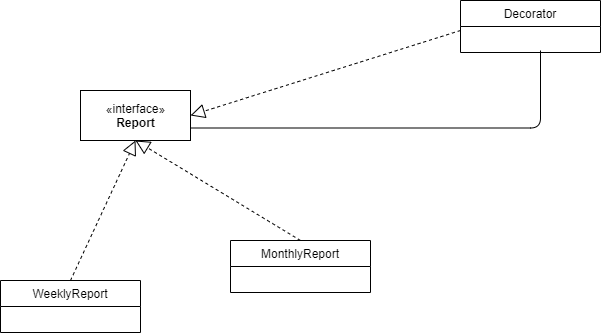 Decorator
«interface»
Report
MonthlyReport
WeeklyReport